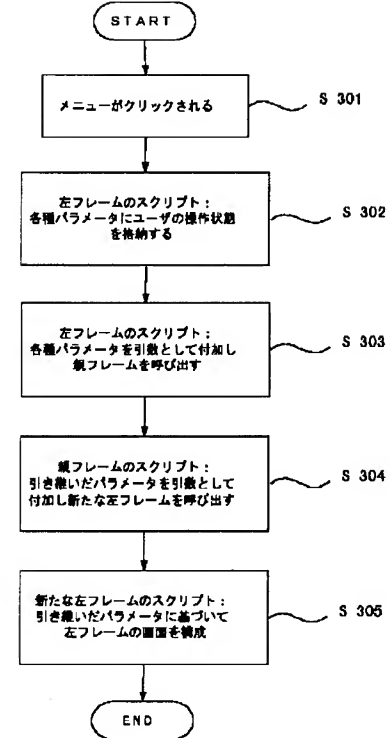 START
メニューがクリックされる
S 301
左フレームのスクリプト：
各種パラメータにユーザの操作状態
を格納する
S 302
左フレームのスクリプト：
各種パラメータを引数として付加し
親フレームを呼び出す
S 303
親フレームのスクリプト：
引き継いだパラメータを引数として
付加し新たな左フレームを呼び出す
S 304
新たな左フレームのスクリプト：
引き継いだパラメータに基づいて
左フレームの画面を構成
S 305
END